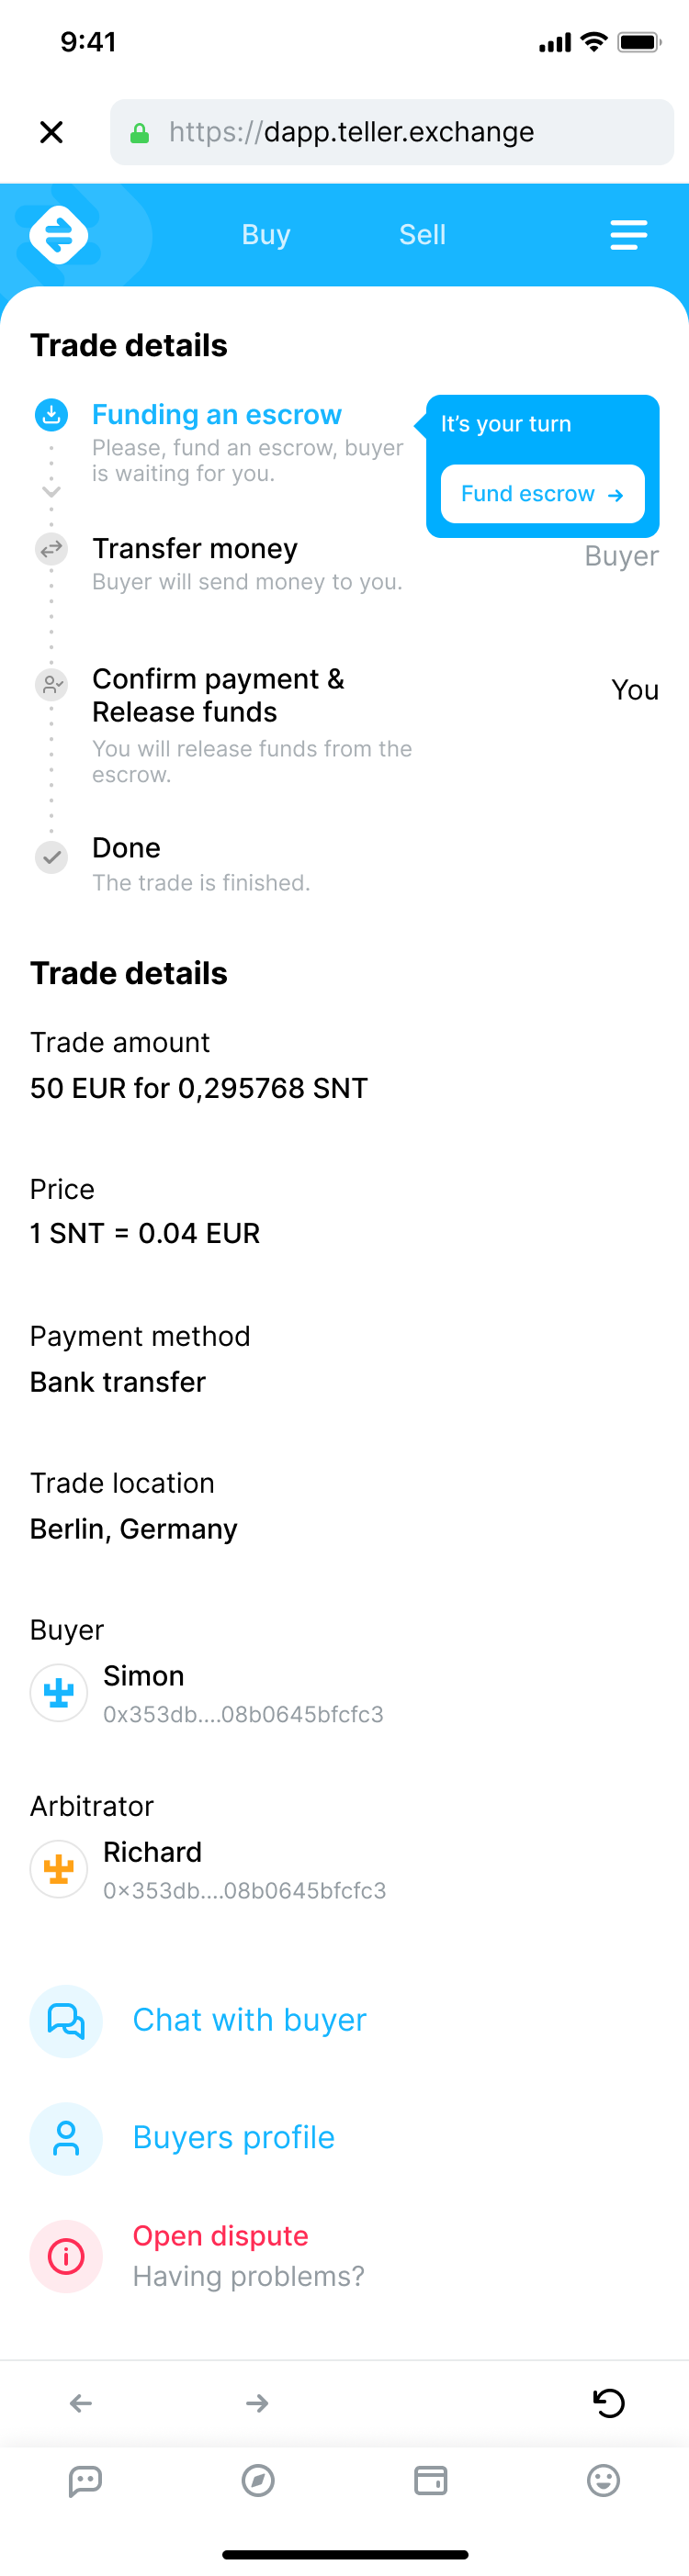 9:41
https://dapp.teller.exchange
Buy
Sell
Trade details
Funding an escrow
Please, fund an escrow, buyer
is waiting for you.
It’s your turn
Fund escrow →
Transfer money
Buyer
Buyer will send money to you.
Confirm payment &
Release funds
You
You will release funds from the
escrow.
Done
The trade is finished.
Trade details
Trade amount
50 EUR for 0,295768 SNT
Price
1 SNT = 0.04 EUR
Payment method
Bank transfer
Trade location
Berlin, Germany
Buyer
Simon
0x353db....08b0645bfcfc3
Arbitrator
Richard
0×353db....08b0645bfcfc3
Chat with buyer
Buyers profile
Open dispute
Having problems?